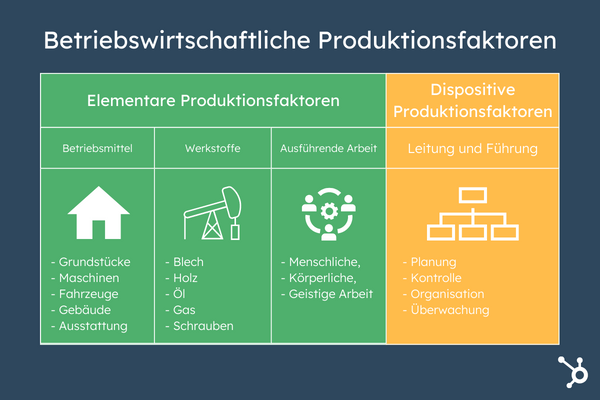 Betriebswirtschaftliche Produktionsfaktoren
Elementare Produktionsfaktoren
Dispositive
Produktionsfaktoren
Betriebsmittel
Werkstoffe
Ausführende Arbeit
Leitung und Führung
- Grundstücke
- Maschinen
- Fahrzeuge
- Gebäude
- Ausstattung
- Blech
- Holz
- Öl
- Gas
- Schrauben
- Menschliche,
- Körperliche,
- Geistige Arbeit
- Planung
- Kontrolle
- Organisation
- Überwachung